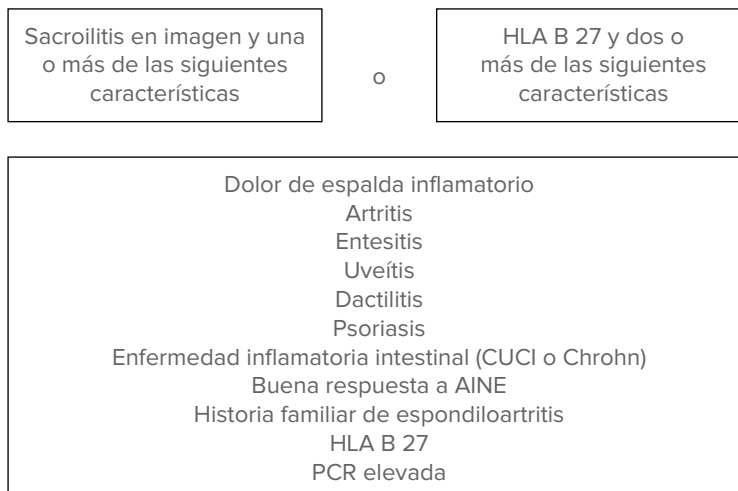 Sacroilitis en imagen y una
o más de las siguientes
características
o
HLA B 27 y dos o
más de las siguientes
características
Dolor de espalda inflamatorio
Artritis
Entesitis
Uveítis
Dactilitis
Psoriasis
Enfermedad inflamatoria intestinal (CUCI o Chrohn)
Buena respuesta a AINE
Historia familiar de espondiloartritis
HLA B 27
PCR elevada